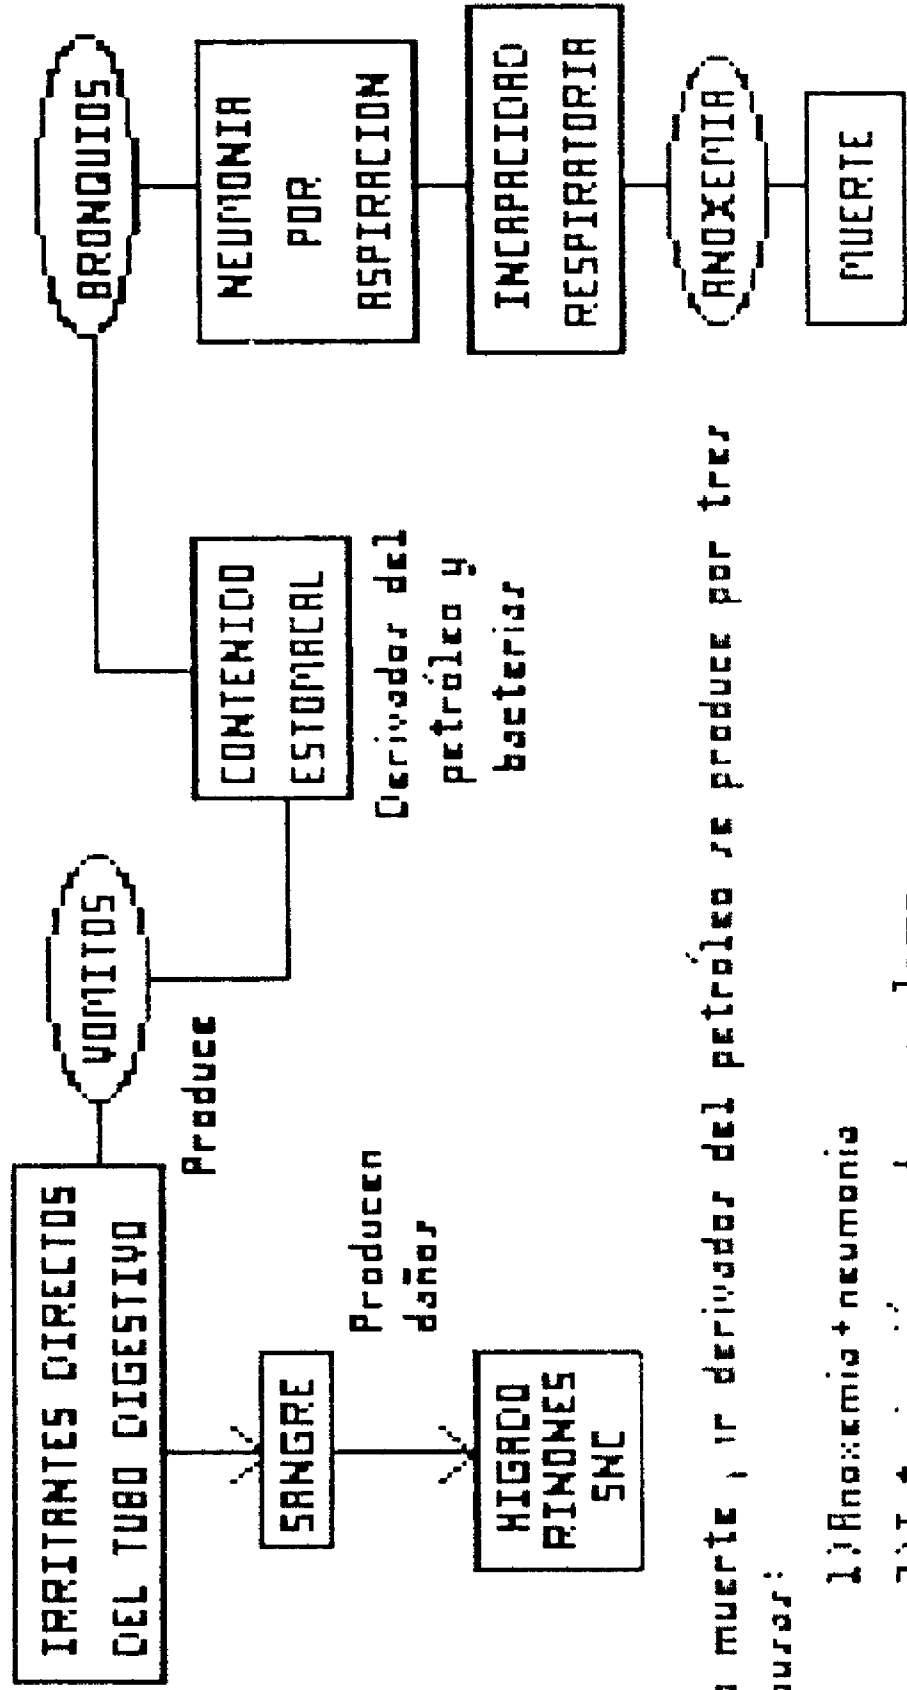 IRRITANTES DIRECTOS
DEL TUBO DIGESTIVO
VOMITOS
BRONQUIOS
Produce
CONTENIDO
ESTOMACAL
NEUMONIA
POR
ASPIRACION
SANGRE
Producen
daños
Derivados del
petróleo y
bacterias
HIGADO
RINONES
SNC
INCAPACIDAD
RESPIRATORIA
ANOXEMIA
MUERTE
muerte derivados del petróleo se produce por tres
1) Anoxemia + neumonia